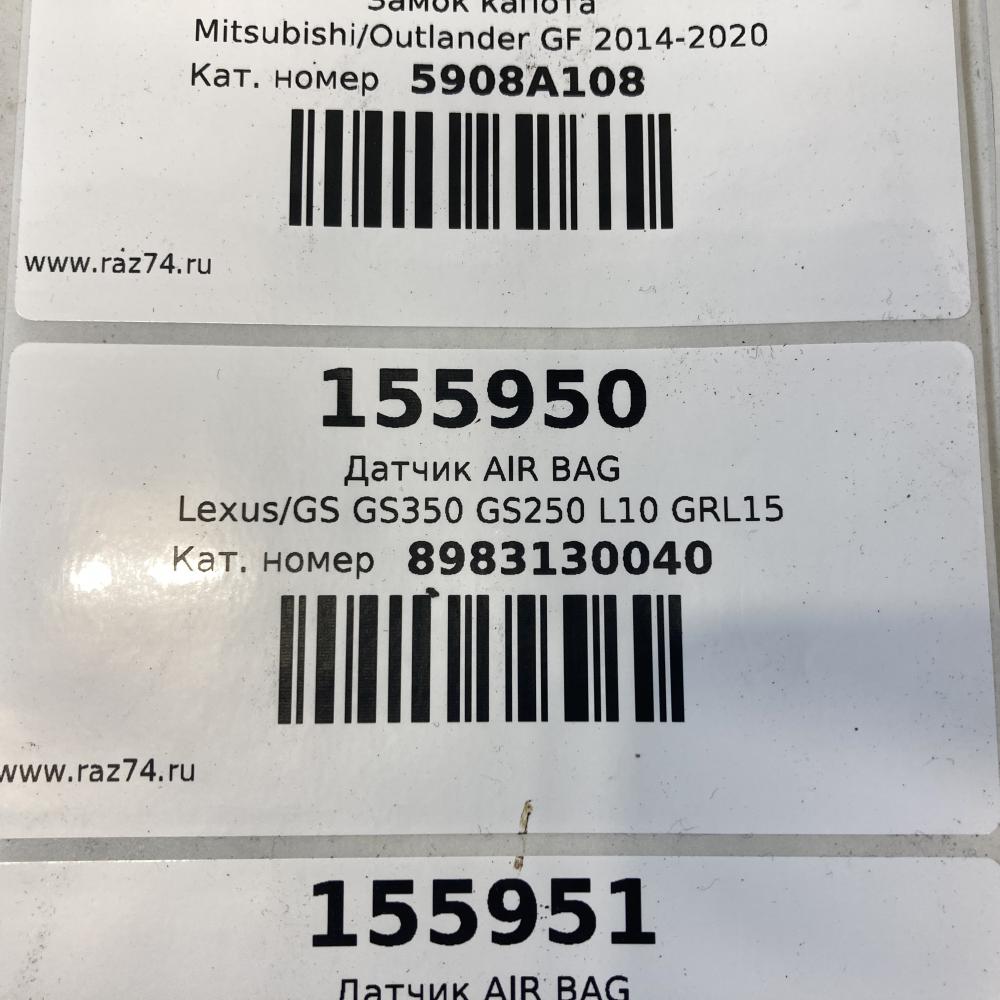 Замок капота
Mitsubishi/Outlander GF 2014-2020
Кат. номер 5908A108
www.raz74.ru
155950
Датчик AIR BAG
Lexus/GS GS350 GS250 L10 GRL15
Кат. номер 8983130040
www.raz74.ru
155951
Датчик AIR BAG